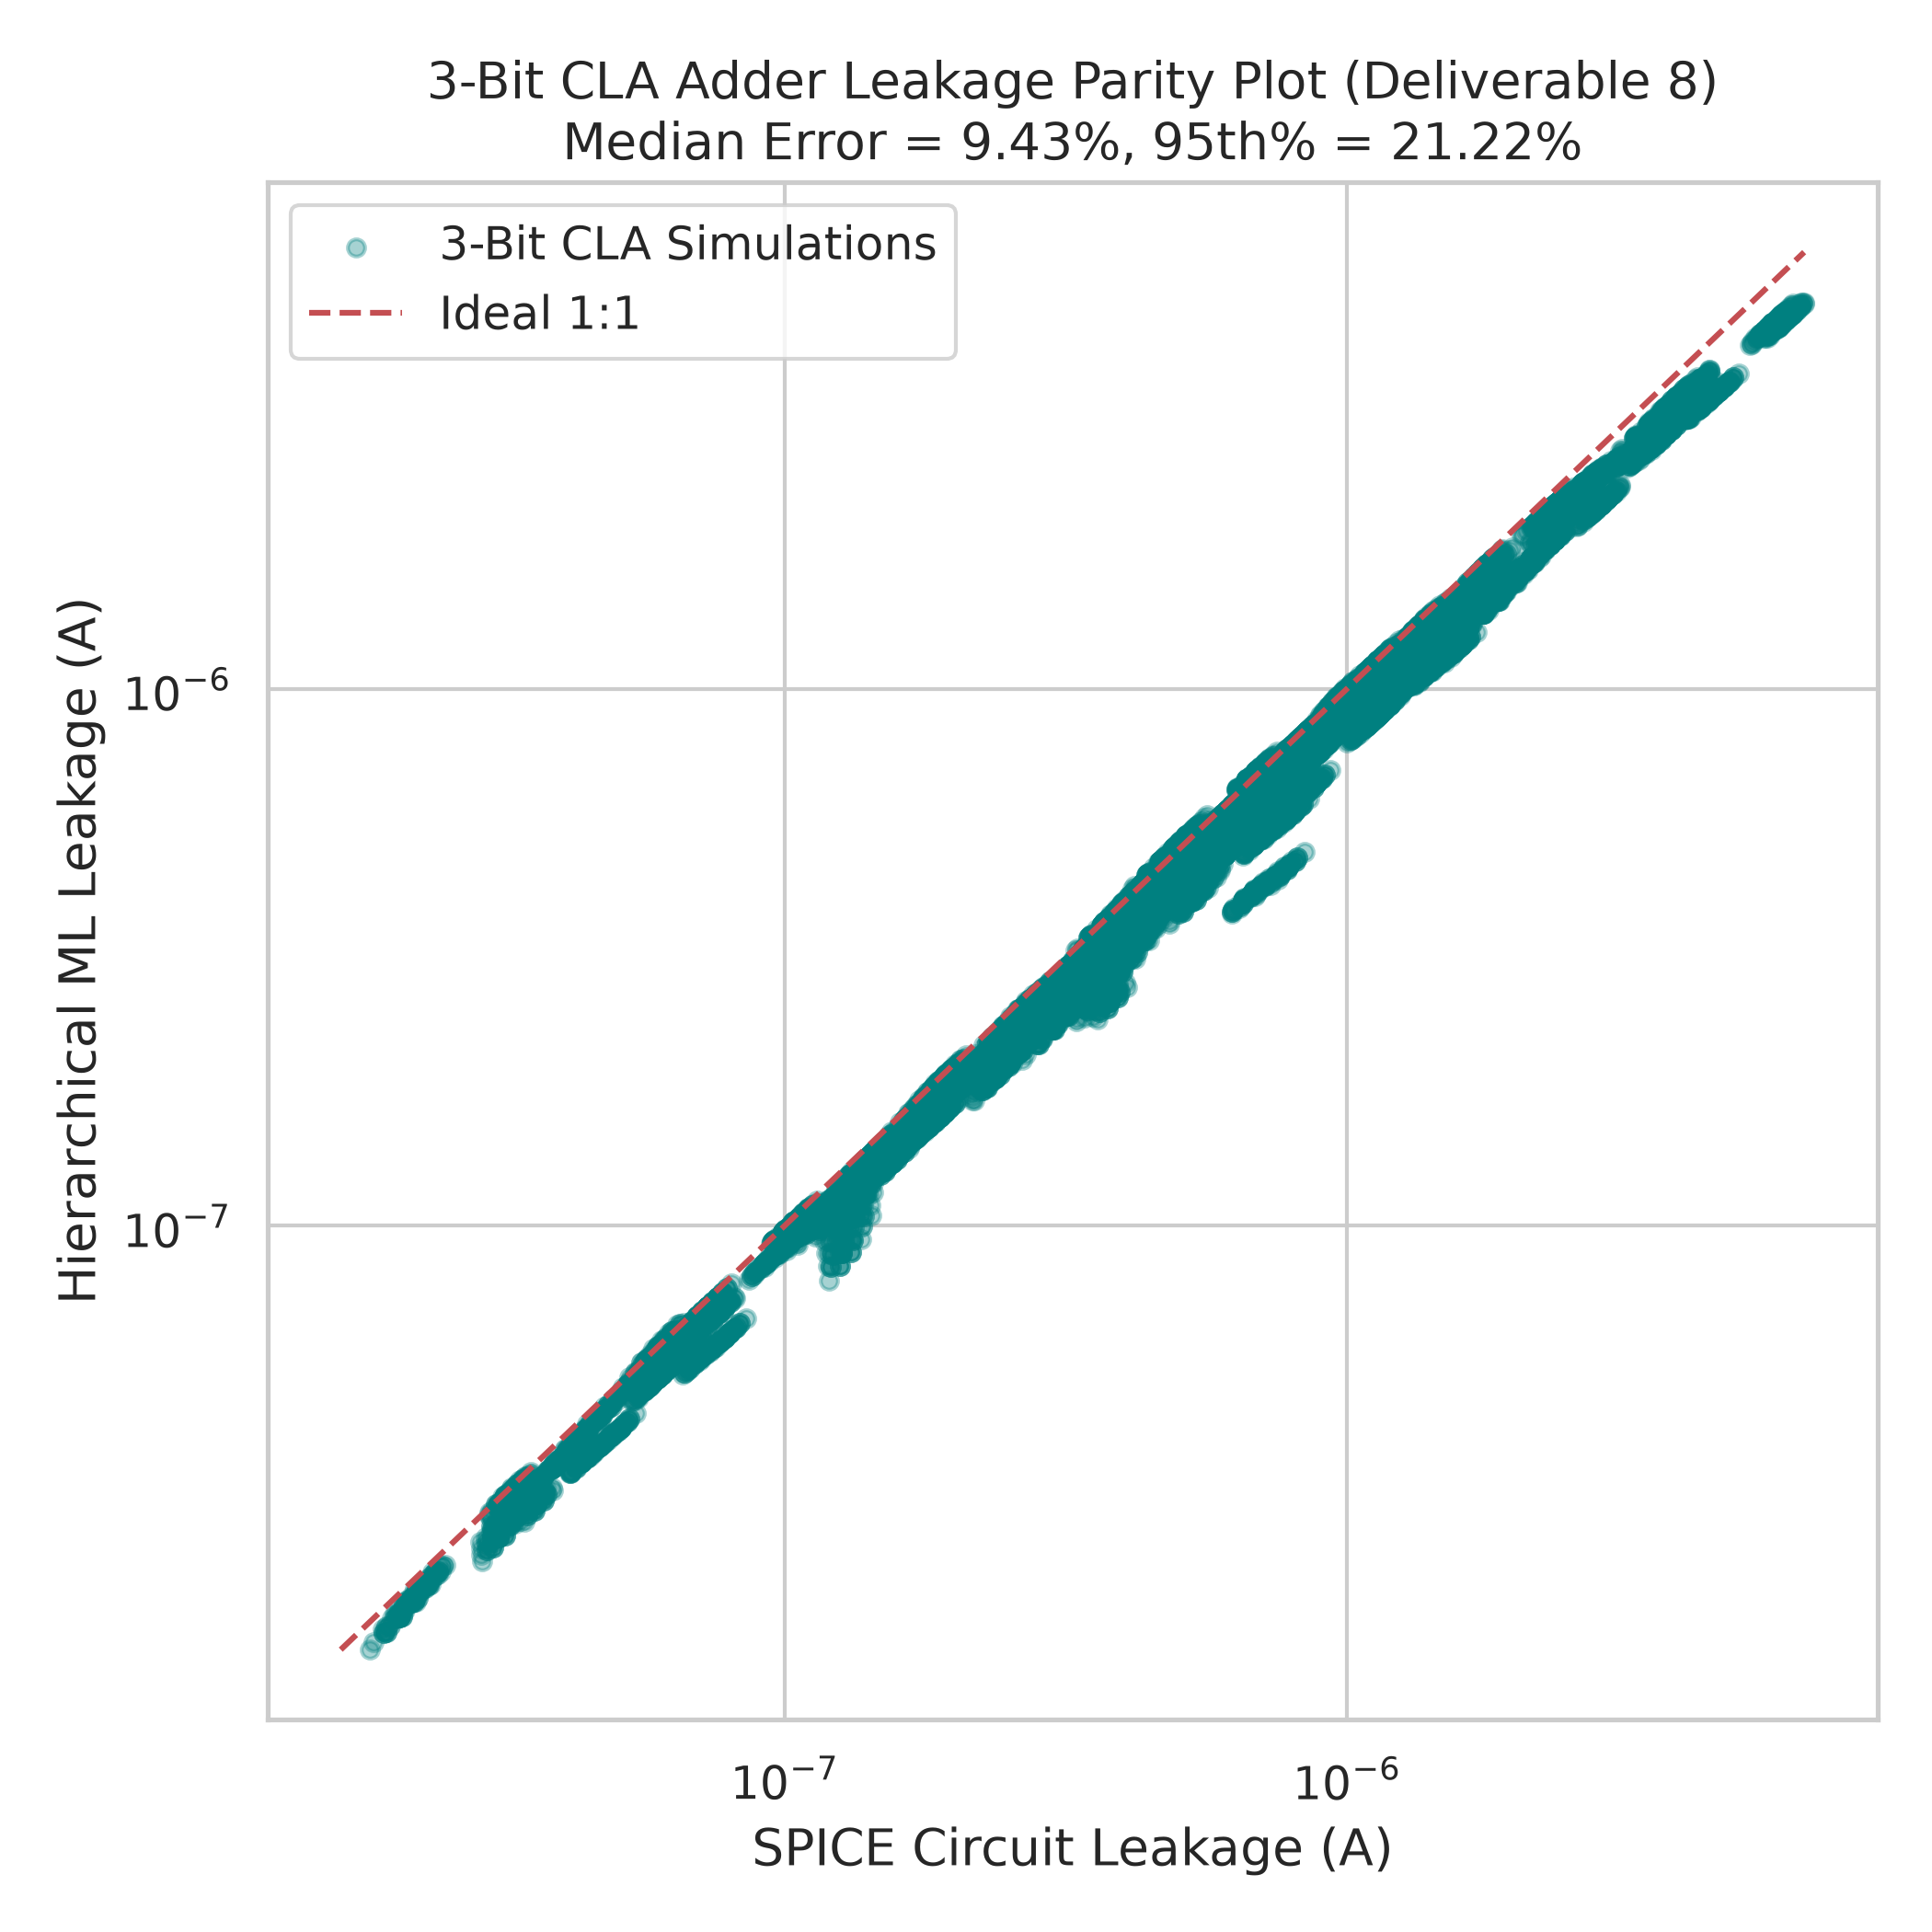 3-Bit CLA Adder Leakage Parity Plot (Deliverable 8)
Median Error = 9.43%, 95th% = 21.22%
3-Bit CLA Simulations
Ideal 1:1
Hierarchical ML Leakage (A)
10⁻⁶
10⁻⁷
10⁻⁷ 10⁻⁶
SPICE Circuit Leakage (A)